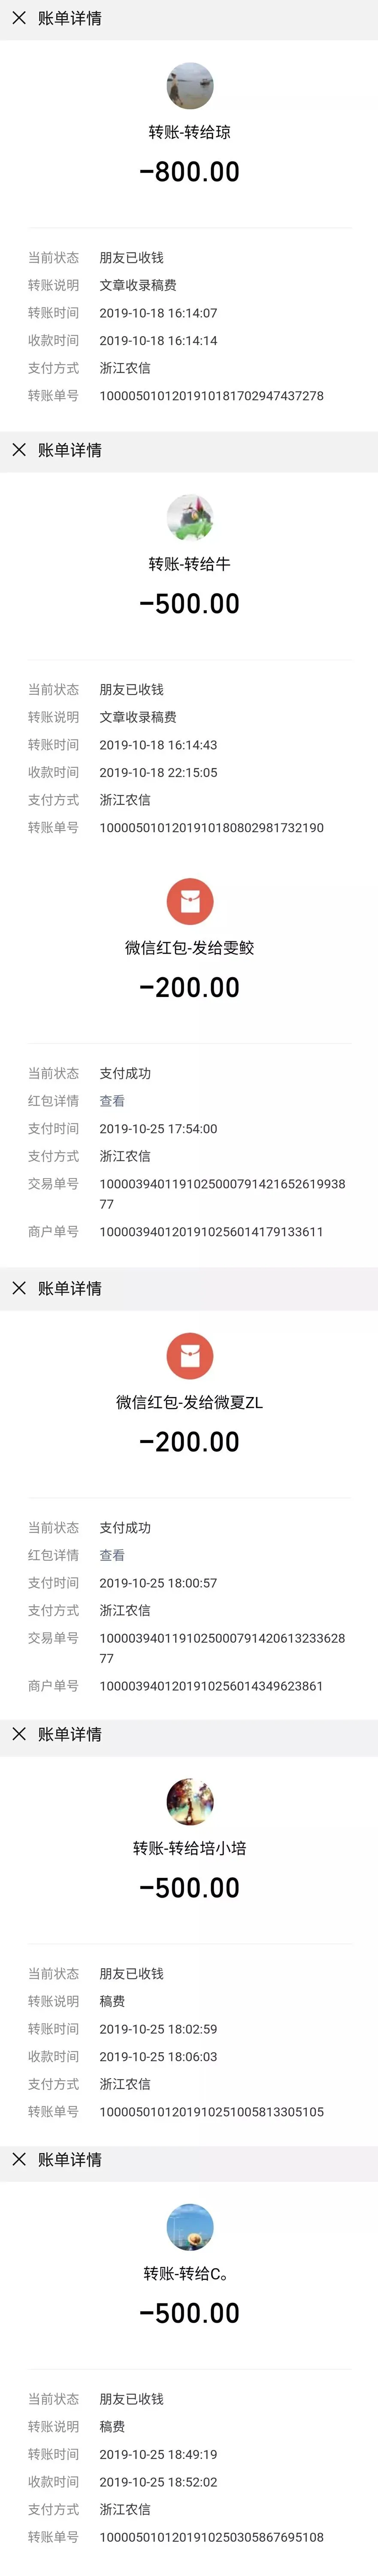 账单详情
转账-转给琼
-800.00
当前状态 朋友已收钱
转账说明 文章收录稿费
转账时间 2019-10-18 16:14:07
收款时间 2019-10-18 16:14:14
支付方式 浙江农信
转账单号 1000050101201910181702947437278
账单详情
转账-转给牛
-500.00
当前状态 朋友已收钱
转账说明 文章收录稿费
转账时间 2019-10-18 16:14:43
收款时间 2019-10-18 22:15:05
支付方式 浙江农信
转账单号 1000050101201910180802981732190
微信红包-发给雯鲛
-200.00
当前状态 支付成功
红包详情 查看
支付时间 2019-10-25 17:54:00
支付方式 浙江农信
交易单号 1000039401191025000791421652619938
77
商户单号 1000039401201910256014179133611
账单详情
微信红包-发给微夏ZL
-200.00
当前状态 支付成功
红包详情 查看
支付时间 2019-10-25 18:00:57
支付方式 浙江农信
交易单号 1000039401191025000791420613233628
77
商户单号 1000039401201910256014349623861
账单详情
转账-转给培小培
-500.00
当前状态 朋友已收钱
转账说明 稿费
转账时间 2019-10-25 18:02:59
收款时间 2019-10-25 18:06:03
支付方式 浙江农信
转账单号 1000050101201910251005813305105
账单详情
转账-转给C。
-500.00
当前状态 朋友已收钱
转账说明 稿费
转账时间 2019-10-25 18:49:19
收款时间 2019-10-25 18:52:02
支付方式 浙江农信
转账单号 1000050101201910250305867695108